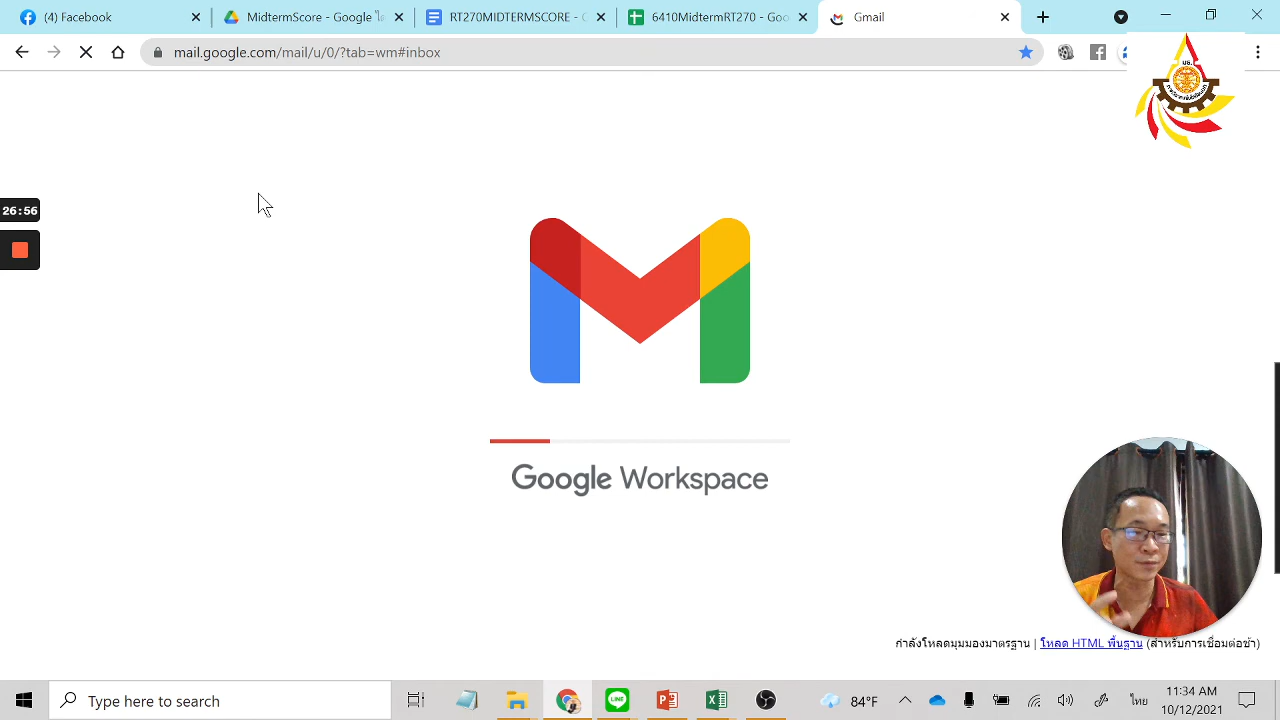 (4) Facebook
MidtermScore - Google ไ
RT720MIDTERMSCORE - G
6410Midterm1370 - Goo
Gmail
mail.google.com/mail/u/0/?tab=wm#inbox
26:56
Google Workspace
กำลังโหลดมุมมองมาตรฐาน | โหลด HTML พื้นฐาน (สำหรับการเชื่อมต่อช้า)
Type here to search
LINE
84°F
ไทย
11:34 AM
10/12/2021